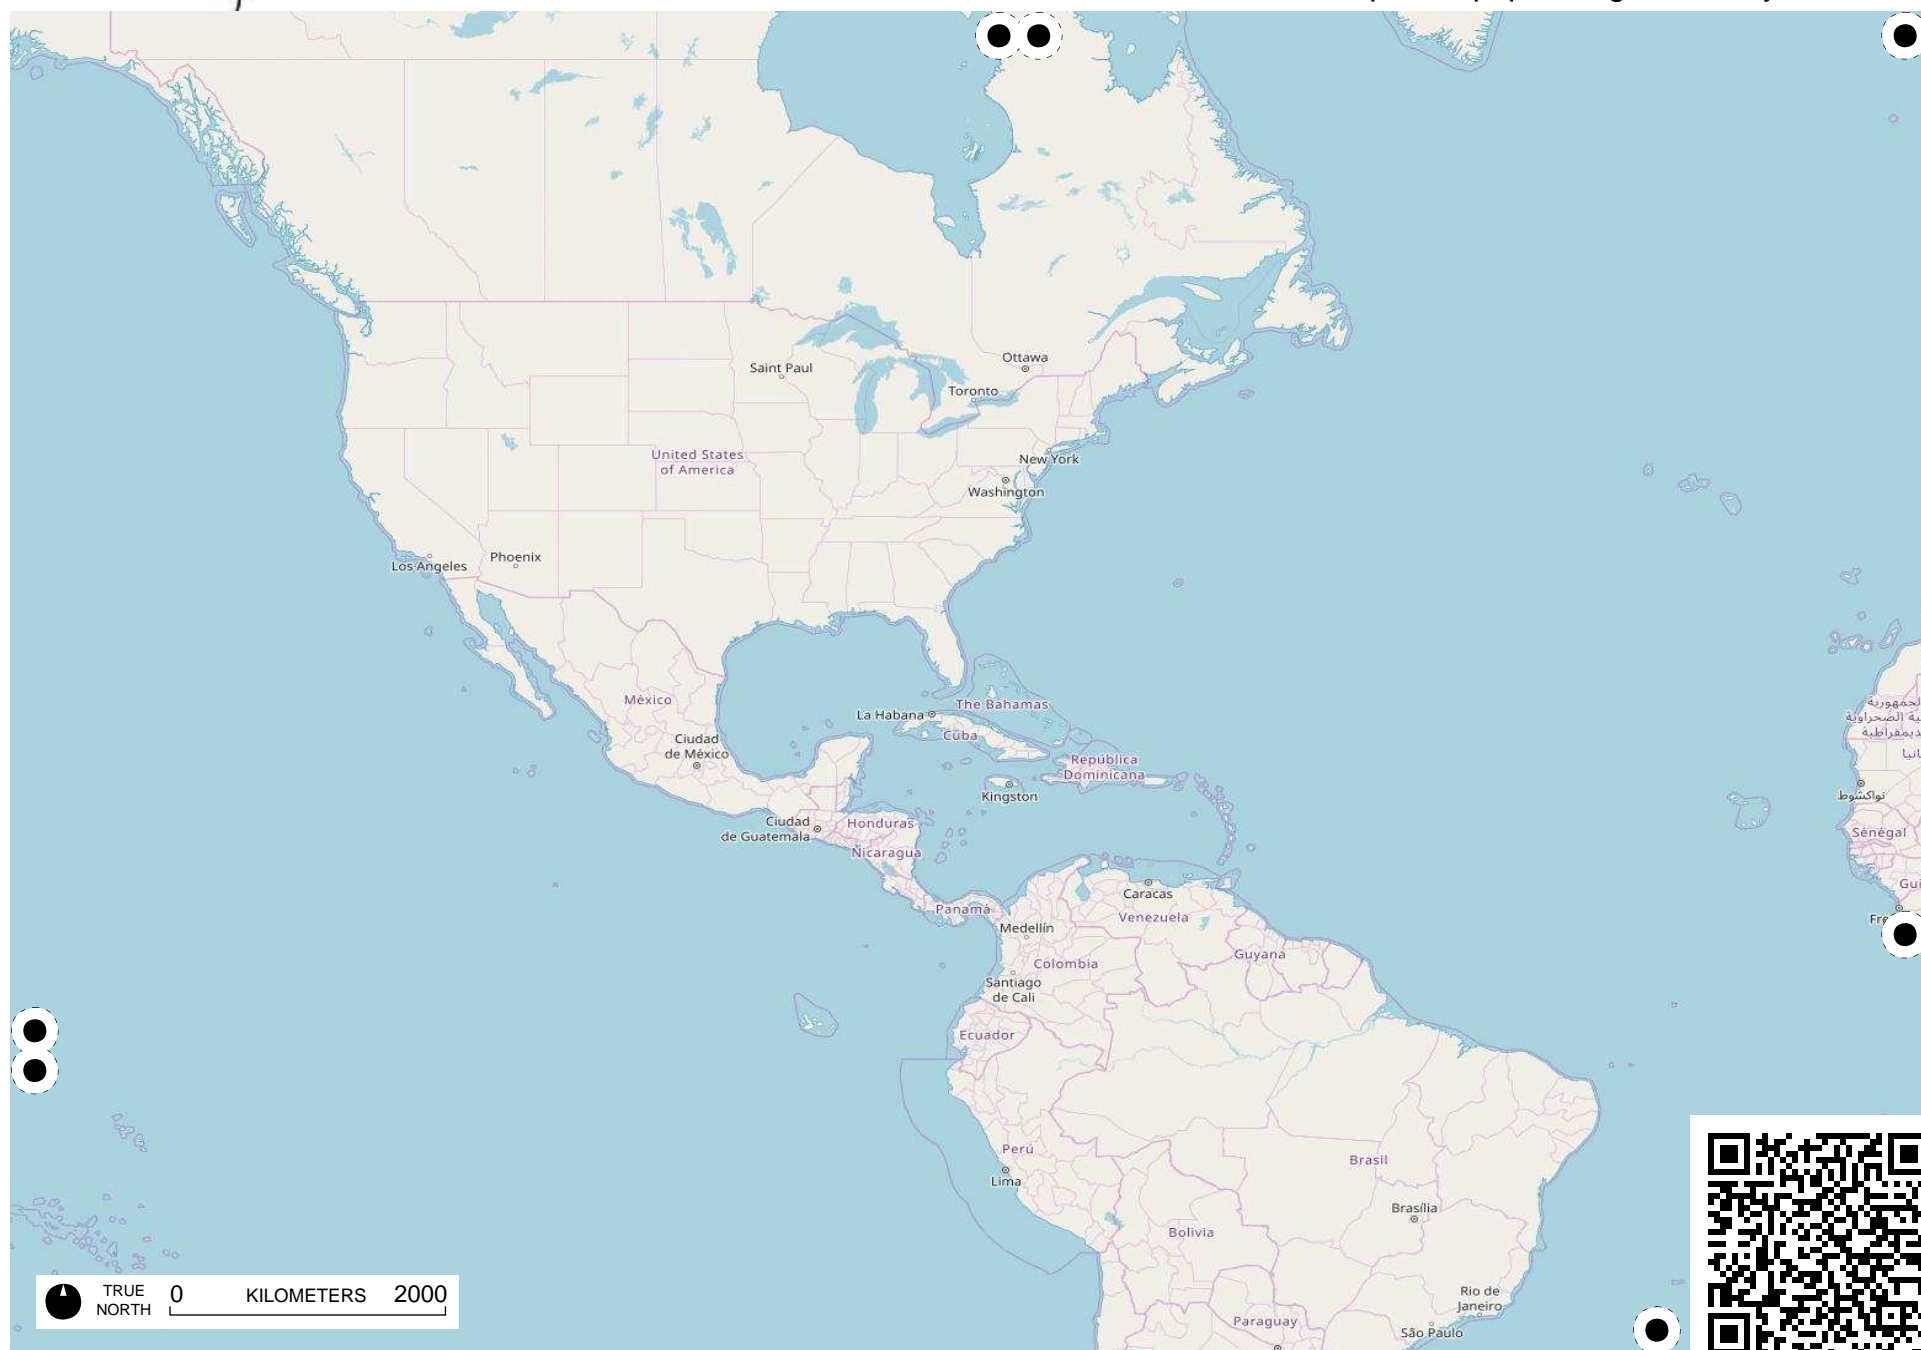 Ottawa
Saint Paul
Toronto
United States
of America
New York
Washington
Los Angeles
Phoenix
México
La Habana
The Bahamas
Cuba
Ciudad
de México
República
Dominicana
Kingston
نواكشوط
Ciudad
de Guatemala
Honduras
Sénégal
Nicaragua
Caracas
Venezuela
Panamá
Medellín
Guyana
Colombia
Santiago
de Cali
Ecuador
Perú
Lima
Brasil
Brasília
Bolivia
Rio de
Janeiro
São Paulo
Paraguay
TRUE
NORTH
0 KILOMETERS 2000